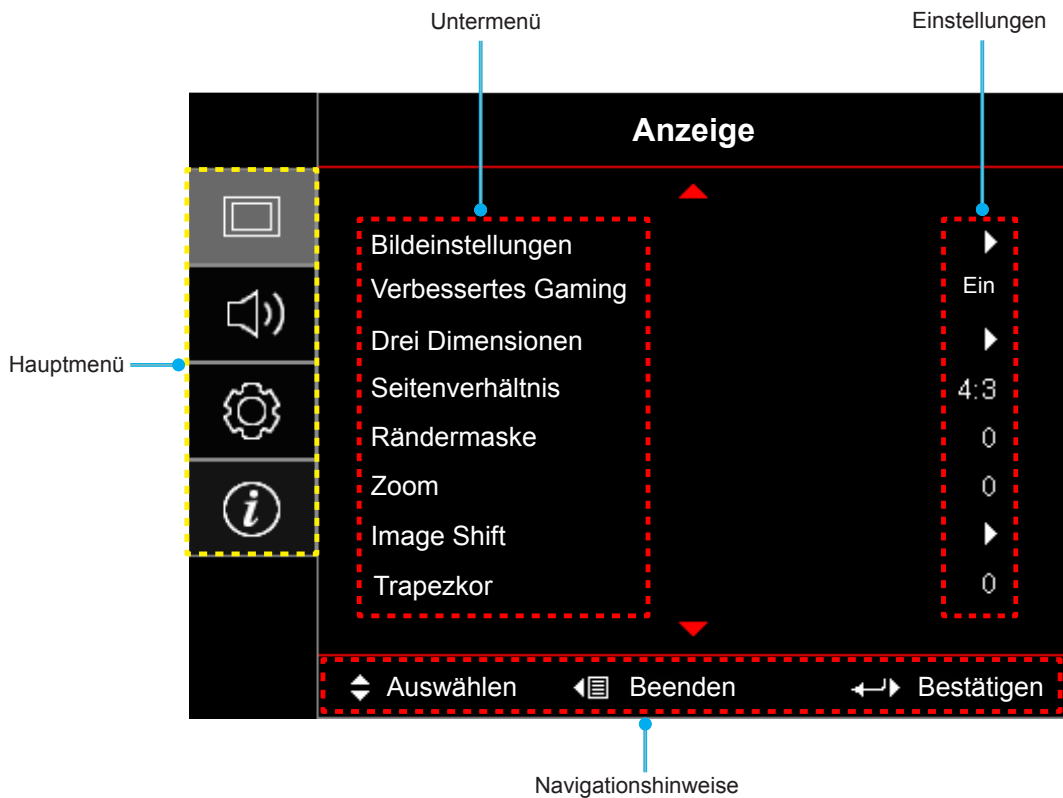 Untermenü
Einstellungen
Anzeige
Bildeinstellungen
Verbessertes Gaming Ein
Drei Dimensionen
Hauptmenü
Seitenverhältnis 4:3
Rändermaske 0
Zoom 0
Image Shift
Trapezkor 0
Auswählen Beenden Bestätigen
Navigationshinweise